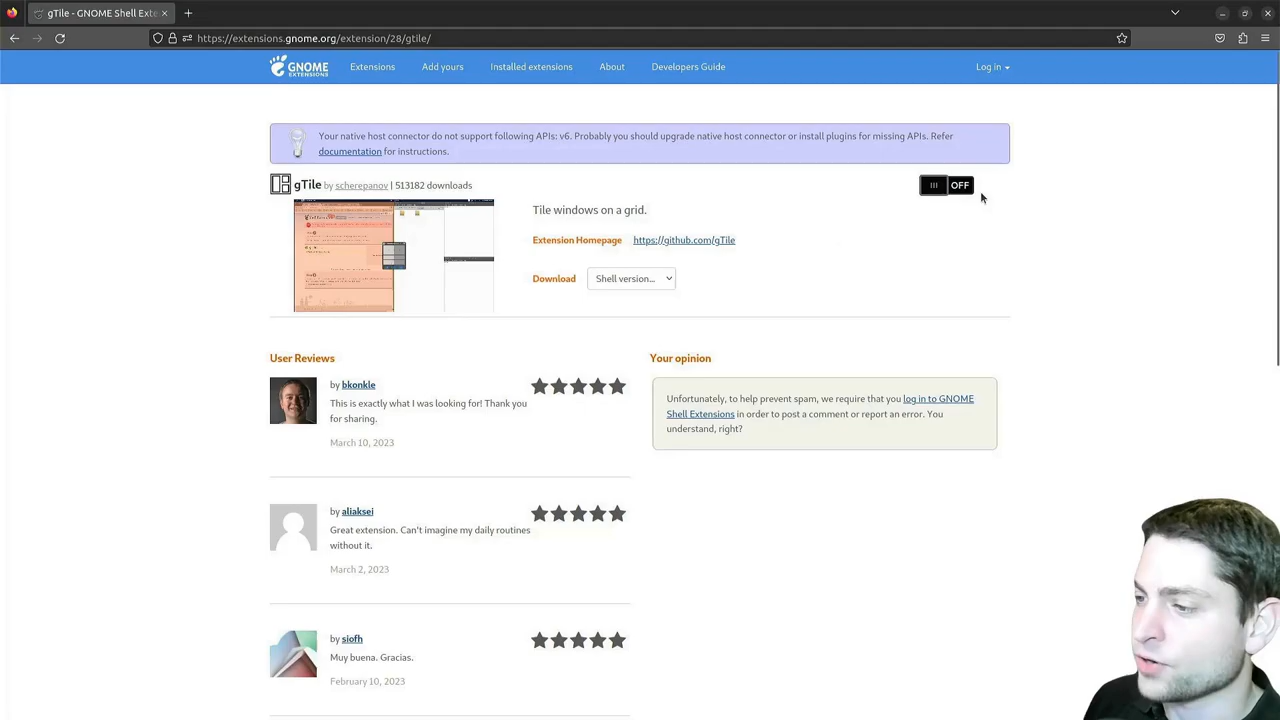 gTile - GNOME Shell Exte
https://extensions.gnome.org/extension/28/gtile/
GNOME
EXTENSIONS
Extensions
Add yours
Installed extensions
About
Developers Guide
Log in
Your native host connector do not support following APIs: v6. Probably you should upgrade native host connector or install plugins for missing APIs. Refer
documentation for instructions.
gTile by scherepanov | 513182 downloads
OFF
Tile windows on a grid.
Extension Homepage https://github.com/gTile
Download Shell version...
User Reviews
by bkonkle
This is exactly what I was looking for! Thank you
for sharing.
March 10, 2023
by aliaksei
Great extension. Can't imagine my daily routines
without it.
March 2, 2023
by siofh
Muy buena. Gracias.
February 10, 2023
Your opinion
Unfortunately, to help prevent spam, we require that you log in to GNOME
Shell Extensions in order to post a comment or report an error. You
understand, right?